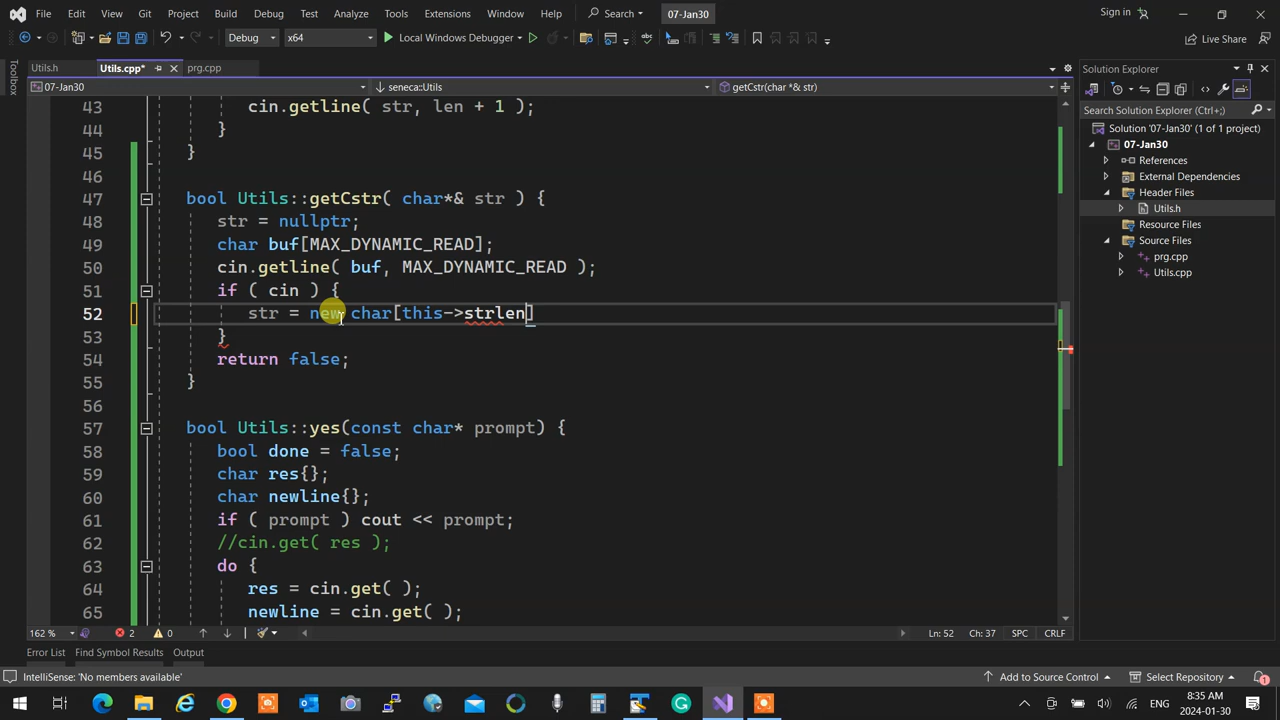 File Edit View Git Project Build Debug Test Analyze Tools Extensions Window Help Search 07-Jan30 Sign in
Debug x64 Local Windows Debugger Live Share
Utils.h Utils.cpp* prg.cpp
07-Jan30 seneca::Utils getCstr(char *& str)
43 cin.getline( str, len + 1 );
44 }
45 }
46
47 bool Utils::getCstr( char*& str ) {
48 str = nullptr;
49 char buf[MAX_DYNAMIC_READ];
50 cin.getline( buf, MAX_DYNAMIC_READ );
51 if ( cin ) {
52 str = new char[this->strlen]
53 }
54 return false;
55 }
56
57 bool Utils::yes(const char* prompt) {
58 bool done = false;
59 char res{};
60 char newline{};
61 if ( prompt ) cout << prompt;
62 //cin.get( res );
63 do {
64 res = cin.get( );
65 newline = cin.get( );
162 % 2 0 Ln: 52 Ch: 37 SPC CRLF
Toolbox
Solution Explorer
Search Solution Explorer (Ctrl+;)
Solution '07-Jan30' (1 of 1 project)
07-Jan30
References
External Dependencies
Header Files
Utils.h
Resource Files
Source Files
prg.cpp
Utils.cpp
Error List Find Symbol Results Output
IntelliSense: 'No members available' Add to Source Control Select Repository 1
ENG 8:35 AM
2024-01-30